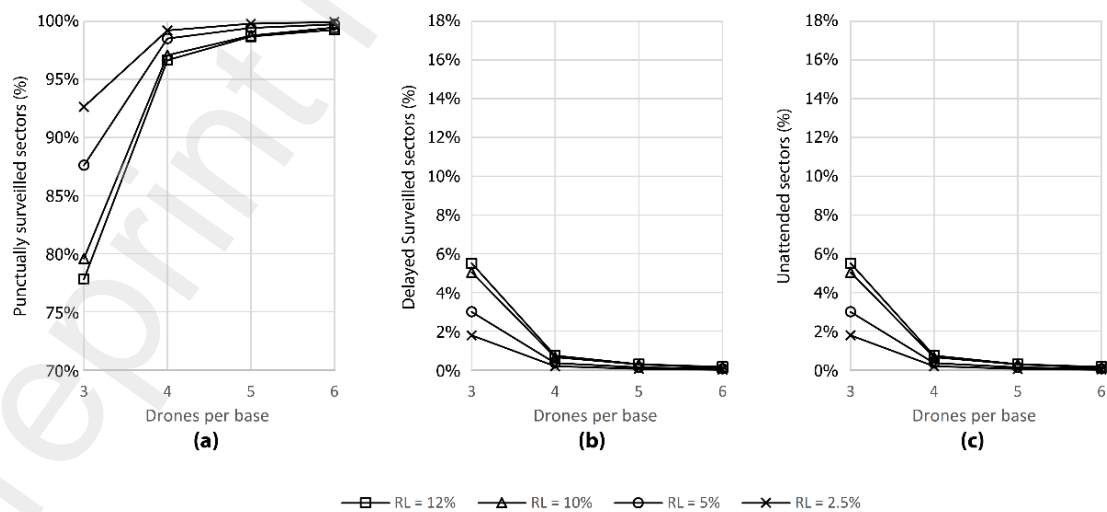 100%
95%
90%
85%
80%
75%
70%
Punctually surveilled sectors (%)
3 4 5 6
Drones per base
(a)
18%
16%
14%
12%
10%
8%
6%
4%
2%
0%
Delayed Surveilled sectors (%)
3 4 5 6
Drones per base
(b)
18%
16%
14%
12%
10%
8%
6%
4%
2%
0%
Unattended sectors (%)
3 4 5 6
Drones per base
(c)
RL = 12% RL = 10% RL = 5% RL = 2.5%
eprint